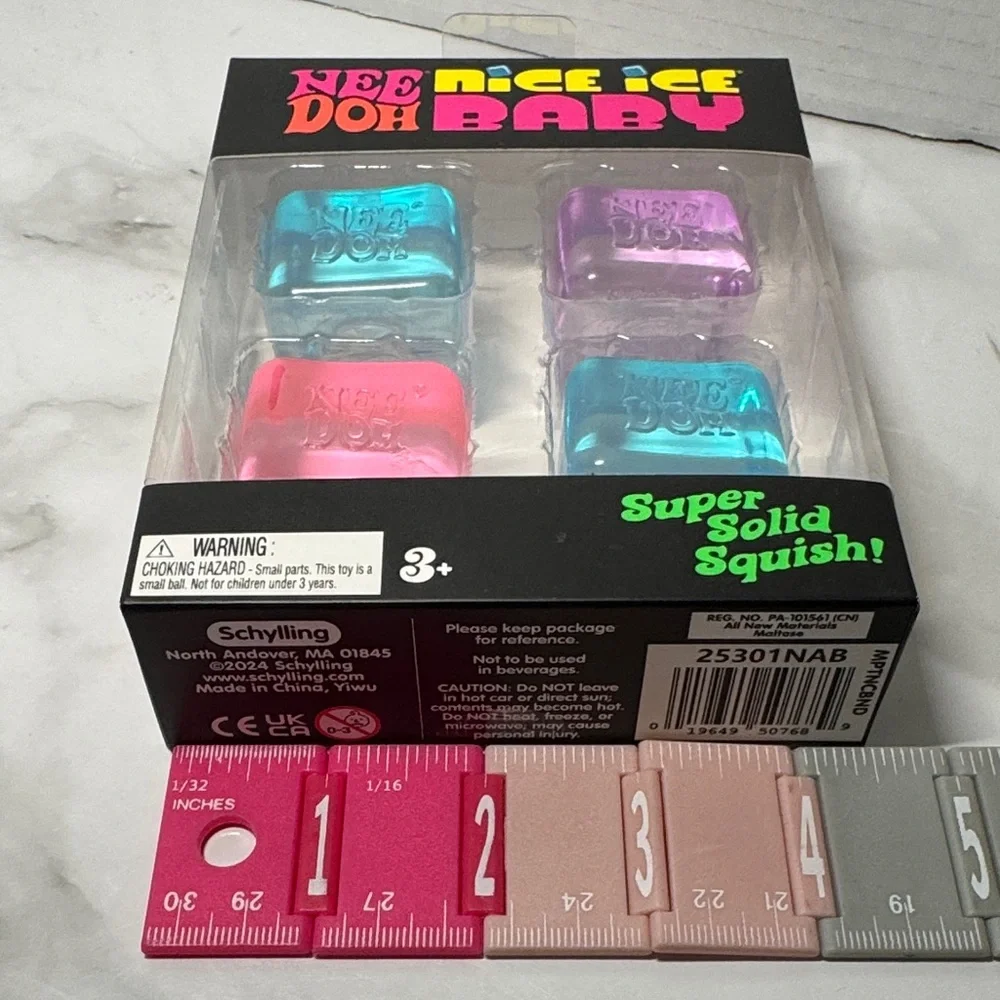 NEE NiCE iCE
DOH BABY
NEE
DOH
NEE
DOH
NEE
DOH
NEE
DOH
Super
Solid
Squish!
WARNING:
CHOKING HAZARD - Small parts. This toy is a
small ball. Not for children under 3 years.
3+
Schylling
North Andover, MA 01845
©2024 Schylling
www.schylling.com
Made in China, Yiwu
CE UK
CA 0-3
Please keep package
for reference.
Not to be used
in beverages.
CAUTION: Do NOT leave
in hot car or direct sun;
contents may become hot.
Do NOT heat, freeze, or
microwave; may cause
personal injury.
REG. NO. PA-101561 (CN)
All New Materials
Maltose
25301NAB
MPTNCBND
0 19649 50768 9
1/32
INCHES
1/16
1 2 3 4 5
30 29 27 24 22 21 19